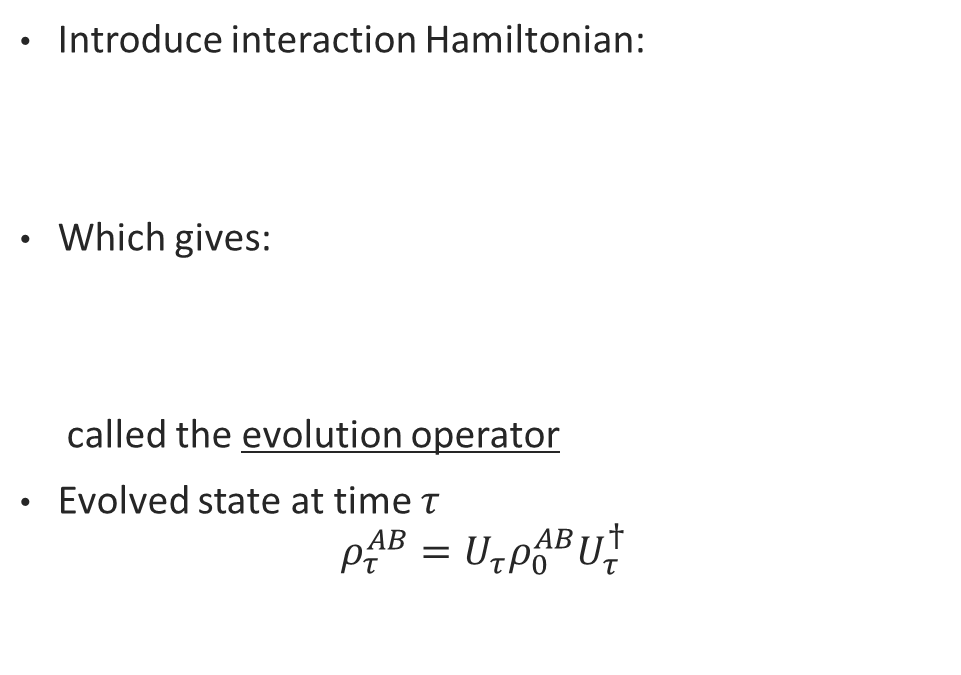 • Introduce interaction Hamiltonian:
• Which gives:
called the evolution operator
• Evolved state at time τ
ρ_τ^{AB} = U_τ ρ_0^{AB} U_τ^†